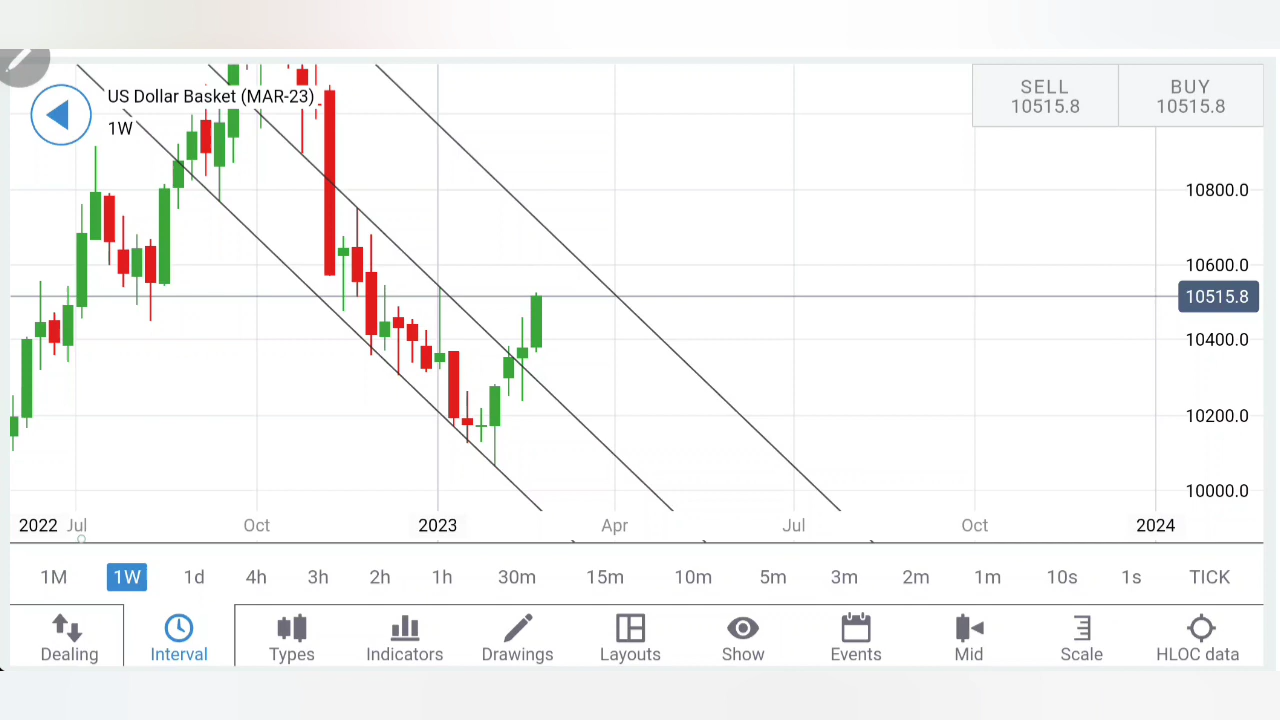 US Dollar Basket (MAR-23)
1W
SELL
10515.8
BUY
10515.8
10800.0
10600.0
10515.8
10400.0
10200.0
10000.0
2022 Jul Oct 2023 Apr Jul Oct 2024
1M 1W 1d 4h 3h 2h 1h 30m 15m 10m 5m 3m 2m 1m 10s 1s TICK
Dealing Interval Types Indicators Drawings Layouts Show Events Mid Scale HLOC data